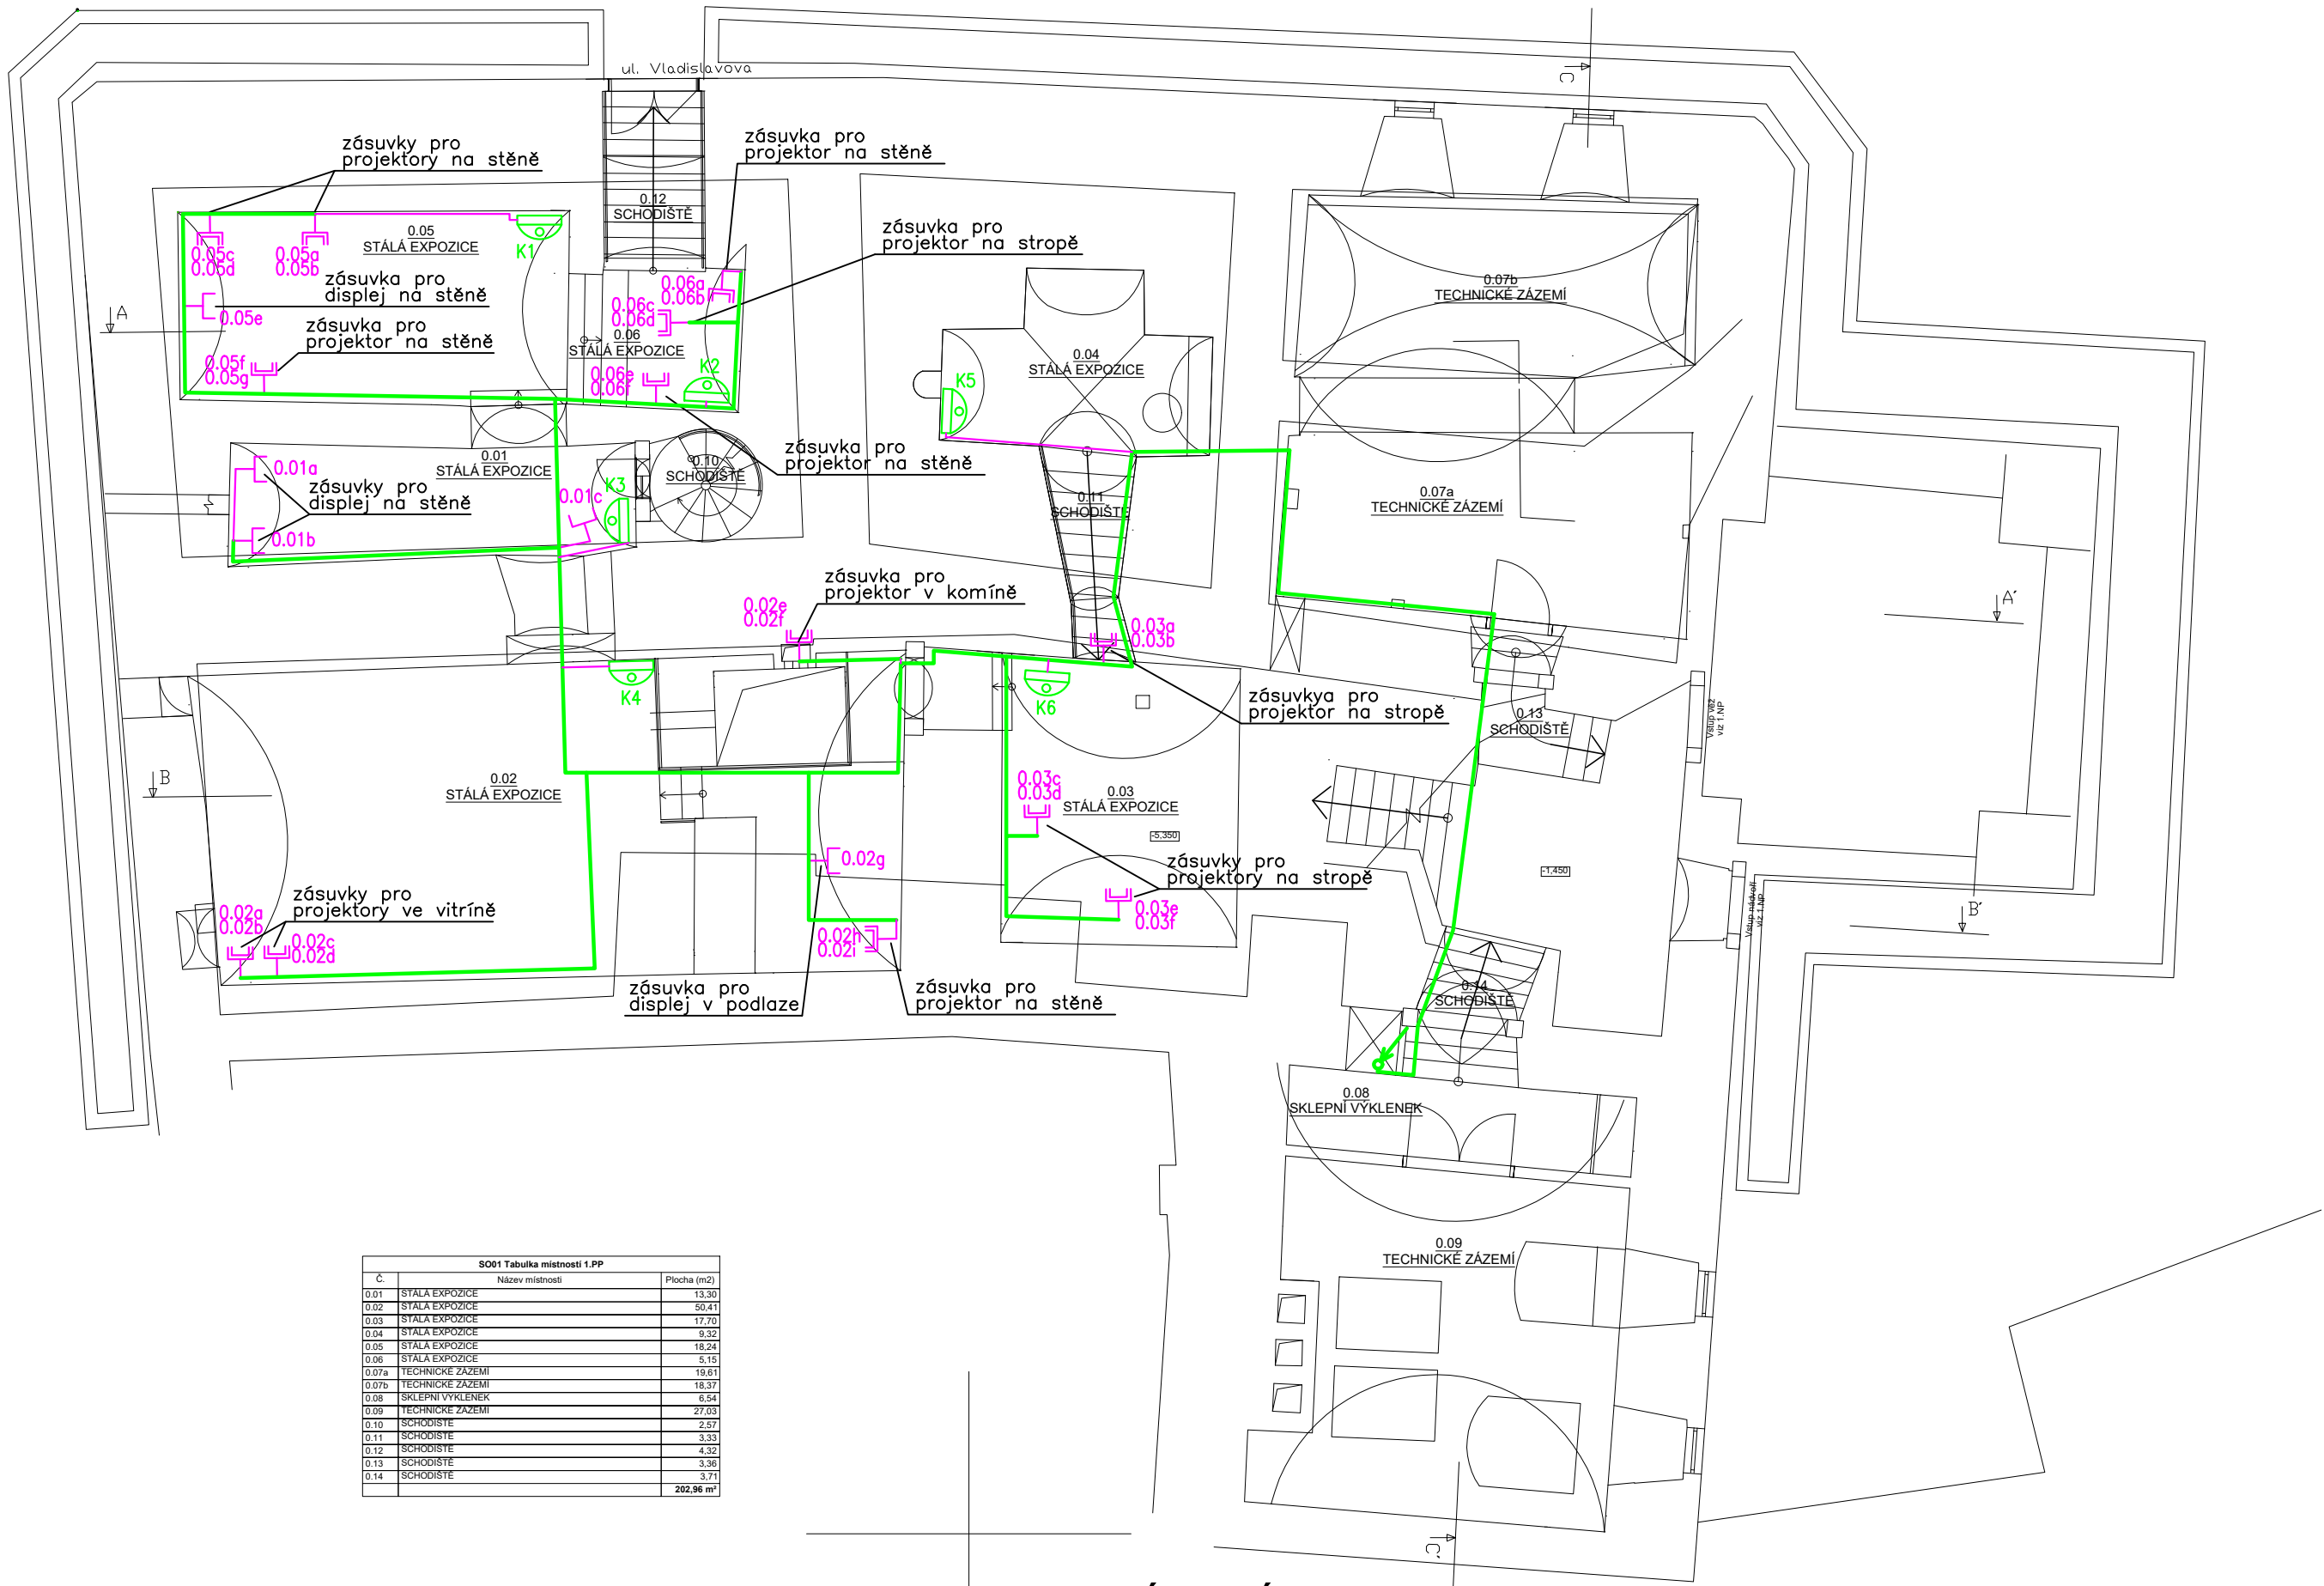 ul. Vladislavova
C
zásuvky pro
projektory na stěně
zásuvka pro
projektor na stěně
0.12
SCHODIŠTĚ
0.05
STÁLÁ EXPOZICE
K1
0.05c
0.05d
0.05a
0.05b
zásuvka pro
projektor na stropě
zásuvka pro
displej na stěně
0.05e
0.06a
0.06b
0.06c
0.06d
0.07b
TECHNICKÉ ZÁZEMÍ
A
zásuvka pro
projektor na stěně
0.06
STÁLÁ EXPOZICE
0.05f
0.05g
K2
0.06e
0.06f
0.04
STÁLÁ EXPOZICE
K5
0.01
STÁLÁ EXPOZICE
0.01a
0.10
SCHODIŠTĚ
zásuvka pro
projektor na stěně
zásuvky pro
displej na stěně
0.01c
K3
0.01b
0.11
SCHODIŠTĚ
0.07a
TECHNICKÉ ZÁZEMÍ
zásuvka pro
projektor v komíně
0.02e
0.02f
0.03a
0.03b
A´
K4
K6
zásuvkya pro
projektor na stropě
0.13
SCHODIŠTĚ
Vstup věž
viz 1.NP
B
0.02
STÁLÁ EXPOZICE
0.03c
0.03d
0.03
STÁLÁ EXPOZICE
-5,350
0.02g
zásuvky pro
projektory na stropě
-1,450
zásuvky pro
projektory ve vitríně
0.02a
0.02b
0.02c
0.02d
0.02h
0.02i
0.03e
0.03f
Vstup nádvoří
viz 1.NP
B´
zásuvka pro
displej v podlaze
zásuvka pro
projektor na stěně
0.14
SCHODIŠTĚ
0.08
SKLEPNÍ VÝKLENEK
0.09
TECHNICKÉ ZÁZEMÍ
SO01 Tabulka místností 1.PP
Č. Název místnosti Plocha (m2)
0.01 STÁLÁ EXPOZICE 13,30
0.02 STÁLÁ EXPOZICE 50,41
0.03 STÁLÁ EXPOZICE 17,70
0.04 STÁLÁ EXPOZICE 9,32
0.05 STÁLÁ EXPOZICE 18,24
0.06 STÁLÁ EXPOZICE 5,15
0.07a TECHNICKÉ ZÁZEMÍ 19,61
0.07b TECHNICKÉ ZÁZEMÍ 18,37
0.08 SKLEPNÍ VÝKLENEK 6,54
0.09 TECHNICKÉ ZÁZEMÍ 27,03
0.10 SCHODIŠTĚ 2,57
0.11 SCHODIŠTĚ 3,33
0.12 SCHODIŠTĚ 4,32
0.13 SCHODIŠTĚ 3,36
0.14 SCHODIŠTĚ 3,71
202,96 m²
C´